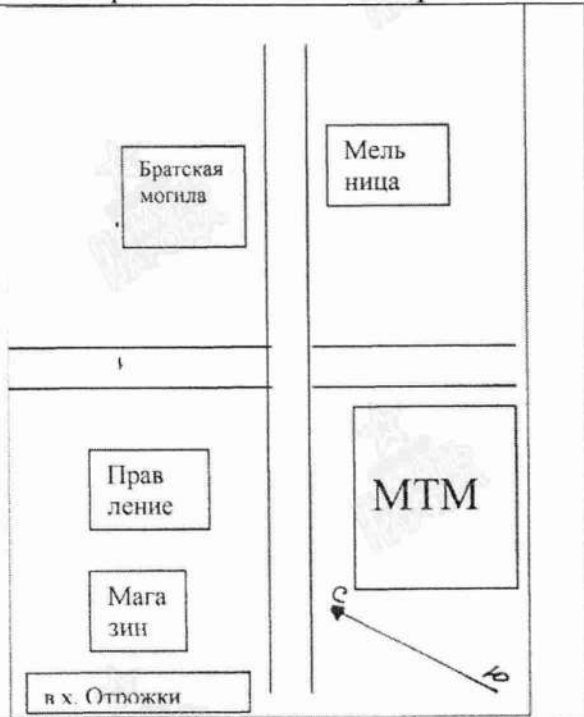 Братская
могила
Мель
ница
Прав
ление
МТМ
Мага
зин
С
Ю
в х. Отрожки